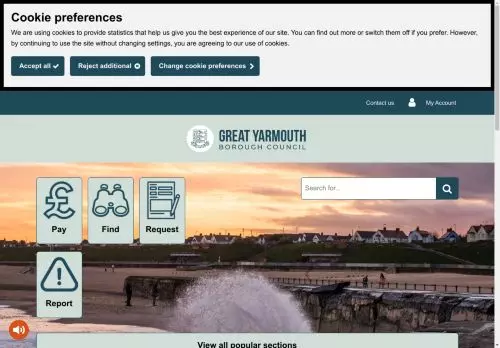 Cookie preferences
We are using cookies to provide statistics that help us give you the best experience of our site. You can find out more or switch them off if you prefer. However,
by continuing to use the site without changing settings, you are agreeing to our use of cookies.
Accept all
Reject additional
Change cookie preferences
Contact us
My Account
GREAT YARMOUTH
BOROUGH COUNCIL
Pay
Find
Request
Search for...
Report
View all popular sections